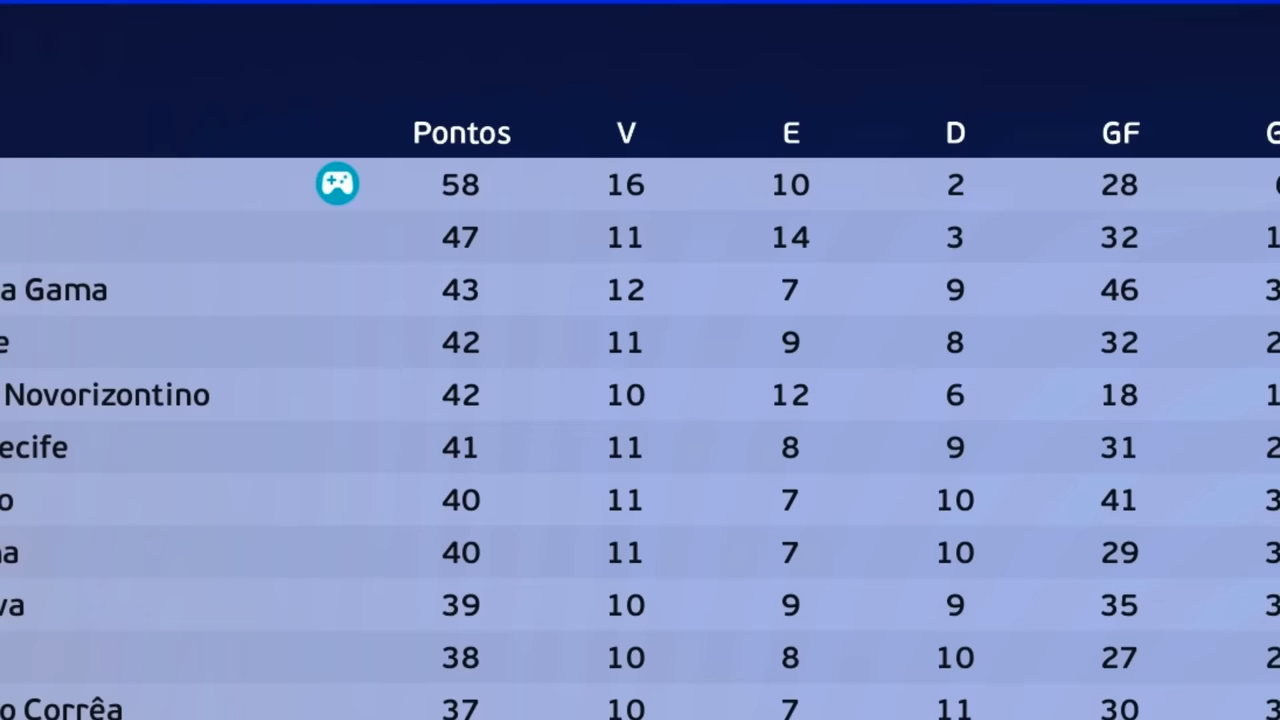 Pontos V E D GF
58 16 10 2 28
47 11 14 3 32
a Gama 43 12 7 9 46
e 42 11 9 8 32
Novorizontino 42 10 12 6 18
ecife 41 11 8 9 31
o 40 11 7 10 41
na 40 11 7 10 29
va 39 10 9 9 35
38 10 8 10 27
o Corrêa 37 10 7 11 30